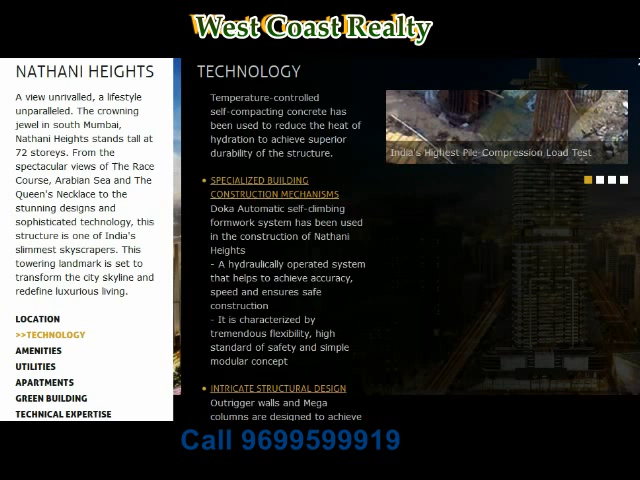 West Coast Realty
NATHANI HEIGHTS
A view unrivalled, a lifestyle
unparalleled. The crowning
jewel in south Mumbai,
Nathani Heights stands tall at
72 storeys. From the
spectacular views of The Race
Course, Arabian Sea and The
Queen's Necklace to the
stunning designs and
sophisticated technology, this
structure is one of India's
slimmest skyscrapers. This
towering landmark is set to
transform the city skyline and
redefine luxurious living.
LOCATION
>>TECHNOLOGY
AMENITIES
UTILITIES
APARTMENTS
GREEN BUILDING
TECHNICAL EXPERTISE
TECHNOLOGY
Temperature-controlled
self-compacting concrete has
been used to reduce the heat of
hydration to achieve superior
durability of the structure.
• SPECIALIZED BUILDING
CONSTRUCTION MECHANISMS
Doka Automatic self-climbing
formwork system has been used
in the construction of Nathani
Heights
- A hydraulically operated system
that helps to achieve accuracy,
speed and ensures safe
construction
- It is characterized by
tremendous flexibility, high
standard of safety and simple
modular concept
• INTRICATE STRUCTURAL DESIGN
Outrigger walls and Mega
columns are designed to achieve
India's Highest Pile-Compression Load Test
Call 9699599919